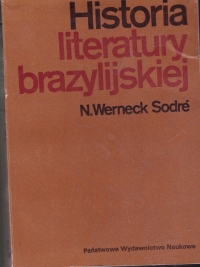 Historia
literatury
brazylijskiej
N. Werneck Sodré
Państwowe Wydawnictwo Naukowe